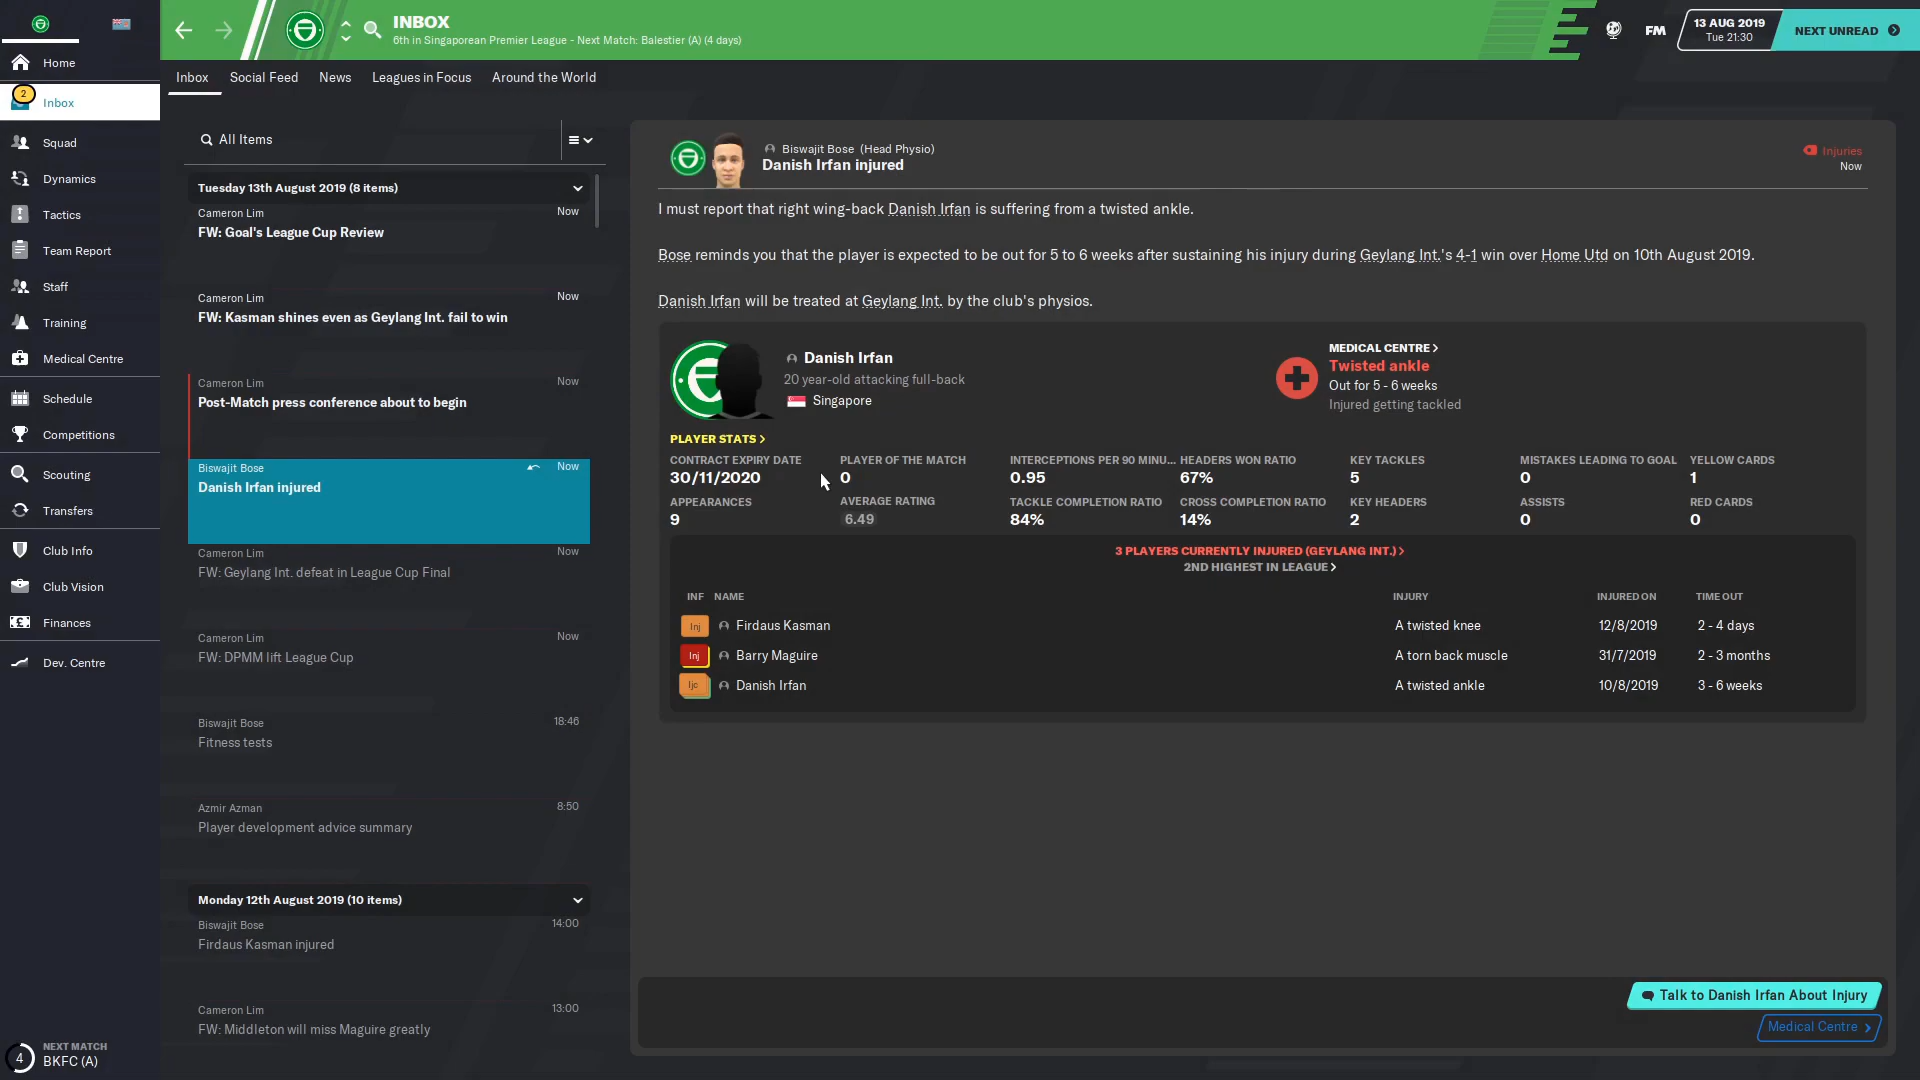 INBOX
6th in Singaporean Premier League - Next Match: Balestier (A) (4 days)
FM
13 AUG 2019
Tue 21:30
NEXT UNREAD
Home
2
Inbox
Squad
Dynamics
Tactics
Team Report
Staff
Training
Medical Centre
Schedule
Competitions
Scouting
Transfers
Club Info
Club Vision
Finances
Dev. Centre
4
NEXT MATCH
BKFC (A)
Inbox Social Feed News Leagues in Focus Around the World
All Items
Tuesday 13th August 2019 (8 items)
Cameron Lim Now
FW: Goal's League Cup Review
Cameron Lim Now
FW: Kasman shines even as Geylang Int. fail to win
Cameron Lim Now
Post-Match press conference about to begin
Biswajit Bose Now
Danish Irfan injured
Cameron Lim Now
FW: Geylang Int. defeat in League Cup Final
Cameron Lim Now
FW: DPMM lift League Cup
Biswajit Bose 18:46
Fitness tests
Azmir Azman 8:50
Player development advice summary
Monday 12th August 2019 (10 items)
Biswajit Bose 14:00
Firdaus Kasman injured
Cameron Lim 13:00
FW: Middleton will miss Maguire greatly
Biswajit Bose (Head Physio)
Danish Irfan injured
Injuries
Now
I must report that right wing-back Danish Irfan is suffering from a twisted ankle.
Bose reminds you that the player is expected to be out for 5 to 6 weeks after sustaining his injury during Geylang Int.'s 4-1 win over Home Utd on 10th August 2019.
Danish Irfan will be treated at Geylang Int. by the club's physios.
Danish Irfan
20 year-old attacking full-back
Singapore
MEDICAL CENTRE >
Twisted ankle
Out for 5 - 6 weeks
Injured getting tackled
PLAYER STATS >
CONTRACT EXPIRY DATE PLAYER OF THE MATCH INTERCEPTIONS PER 90 MINU... HEADERS WON RATIO KEY TACKLES MISTAKES LEADING TO GOAL YELLOW CARDS
30/11/2020 0 0.95 67% 5 0 1
APPEARANCES AVERAGE RATING TACKLE COMPLETION RATIO CROSS COMPLETION RATIO KEY HEADERS ASSISTS RED CARDS
9 6.49 84% 14% 2 0 0
3 PLAYERS CURRENTLY INJURED (GEYLANG INT.) >
2ND HIGHEST IN LEAGUE >
INF NAME INJURY INJURED ON TIME OUT
Inj Firdaus Kasman A twisted knee 12/8/2019 2 - 4 days
Inj Barry Maguire A torn back muscle 31/7/2019 2 - 3 months
Ijc Danish Irfan A twisted ankle 10/8/2019 3 - 6 weeks
Talk to Danish Irfan About Injury
Medical Centre >